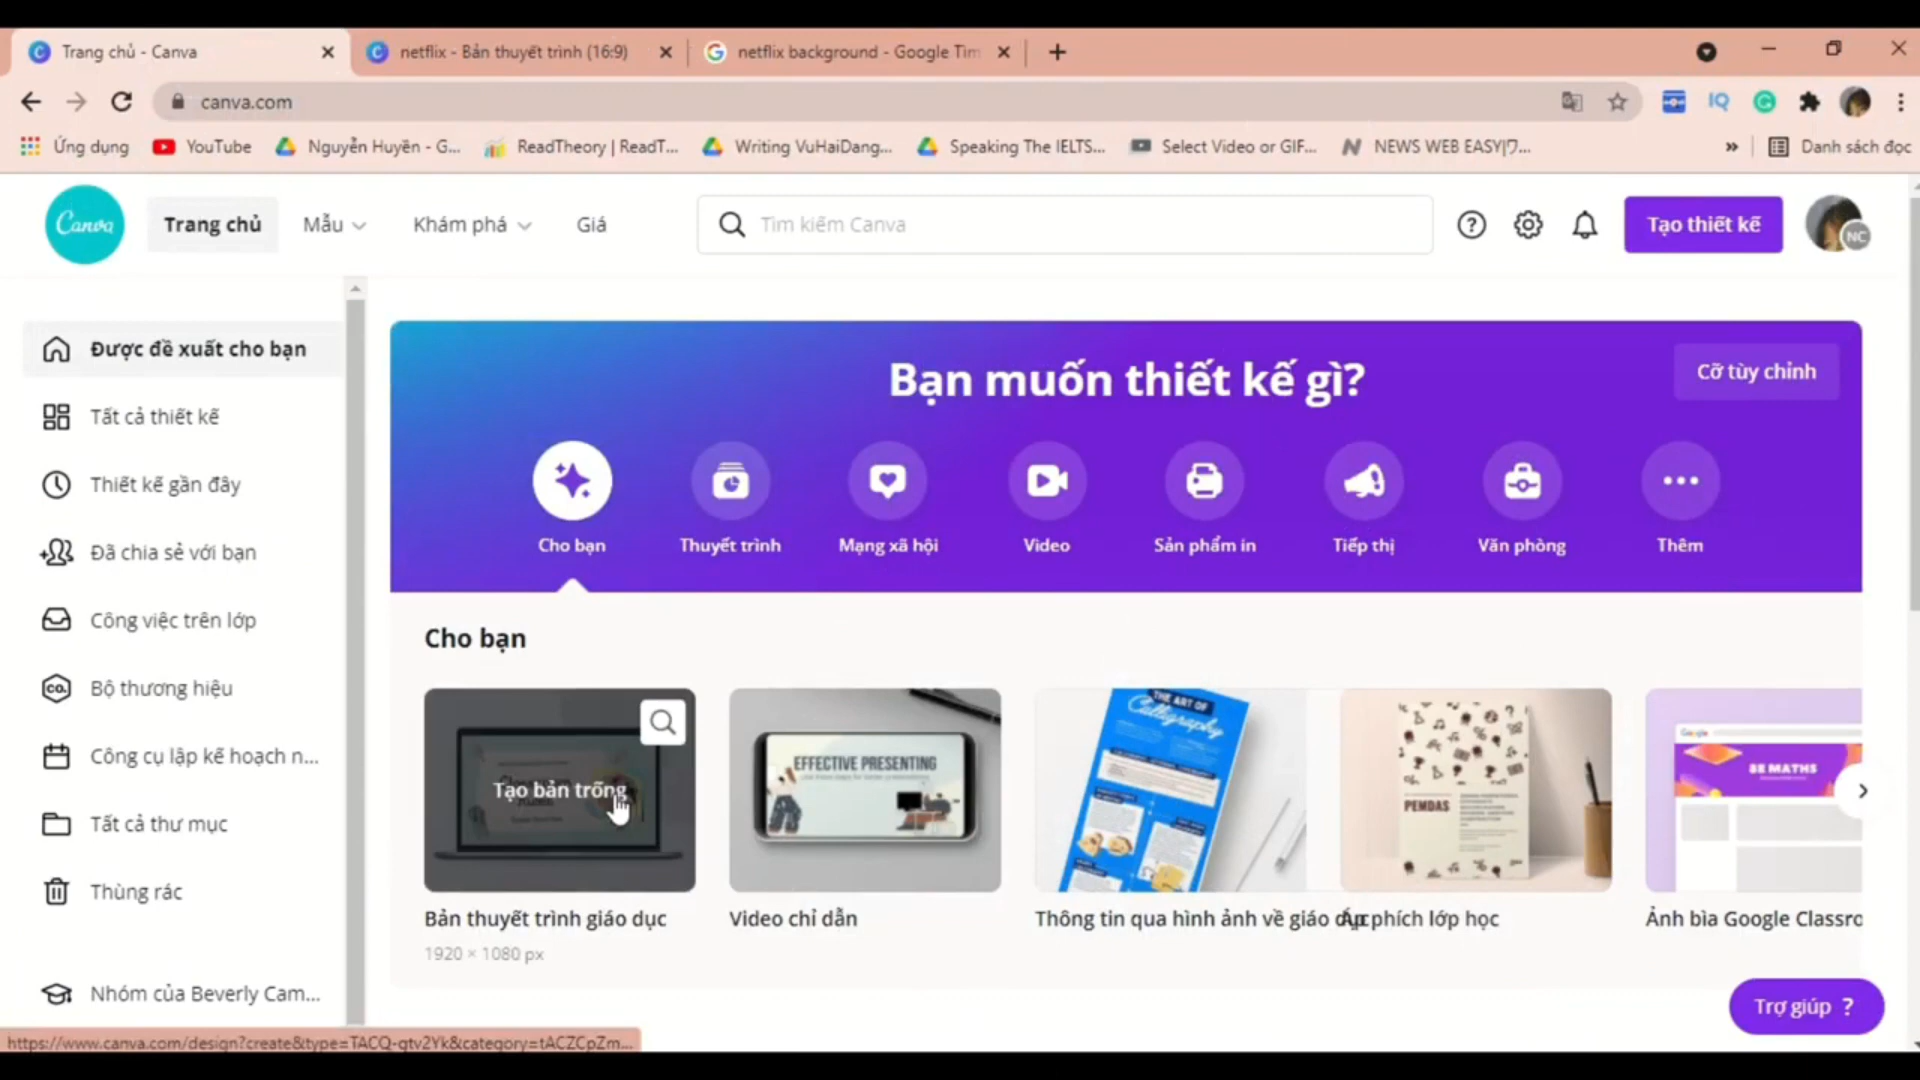 Trang chủ - Canva
netflix - Bản thuyết trình (16:9)
netflix background - Google Tìm
canva.com
IQ
Ứng dụng
YouTube
Nguyễn Huyền - G...
ReadTheory | ReadT...
Writing VuHaiDang...
Speaking The IELTS...
Select Video or GIF...
NEWS WEB EASY|ワ...
Danh sách đọc
Canva
Trang chủ
Mẫu
Khám phá
Giá
Tìm kiếm Canva
Tạo thiết kế
NC
Được đề xuất cho bạn
Tất cả thiết kế
Thiết kế gần đây
Đã chia sẻ với bạn
Công việc trên lớp
CO.
Bộ thương hiệu
Công cụ lập kế hoạch n...
Tất cả thư mục
Thùng rác
Nhóm của Beverly Cam...
Bạn muốn thiết kế gì?
Cỡ tùy chỉnh
Cho bạn
Thuyết trình
Mạng xã hội
Video
Sản phẩm in
Tiếp thị
Văn phòng
Thêm
Cho bạn
Tạo bản trống
EFFECTIVE PRESENTING
THE ART OF
Calligraphy
PEMDAS
Google
8E MATHS
Bản thuyết trình giáo dục
1920 × 1080 px
Video chỉ dẫn
Thông tin qua hình ảnh về giáo dục
Áp phích lớp học
Ảnh bìa Google Classro
Trợ giúp ?
https://www.canva.com/design?create&type=TACQ-gtv2Yk&category=tACZCpZm...